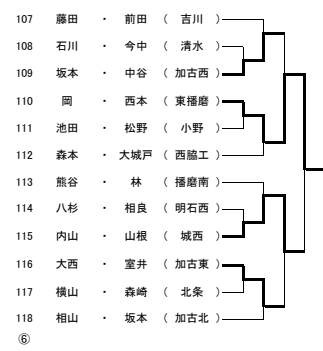 107 藤田 ・ 前田 （ 吉川 ）
108 石川 ・ 今中 （ 清水 ）
109 坂本 ・ 中谷 （ 加古西 ）
110 岡 ・ 西本 （ 東播磨 ）
111 池田 ・ 松野 （ 小野 ）
112 森本 ・ 大城戸 （ 西脇工 ）
113 熊谷 ・ 林 （ 播磨南 ）
114 八杉 ・ 相良 （ 明石西 ）
115 内山 ・ 山根 （ 城西 ）
116 大西 ・ 室井 （ 加古東 ）
117 横山 ・ 森崎 （ 北条 ）
118 相山 ・ 坂本 （ 加古北 ）
⑥